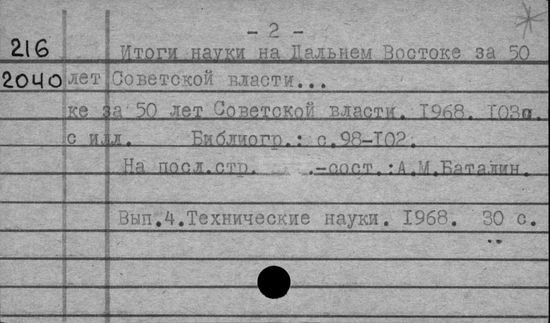 - 2 -
216 Итоги науки на Дальнем Востоке за 50
2040 лет Советской власти...
ке за 50 лет Советской власти. 1968. 103с.
с илл. Библиогр.: с.98-102.
На посл.стр. .-сост.:А.М.Баталин.
Вып.4.Технические науки. 1968. 30 с.